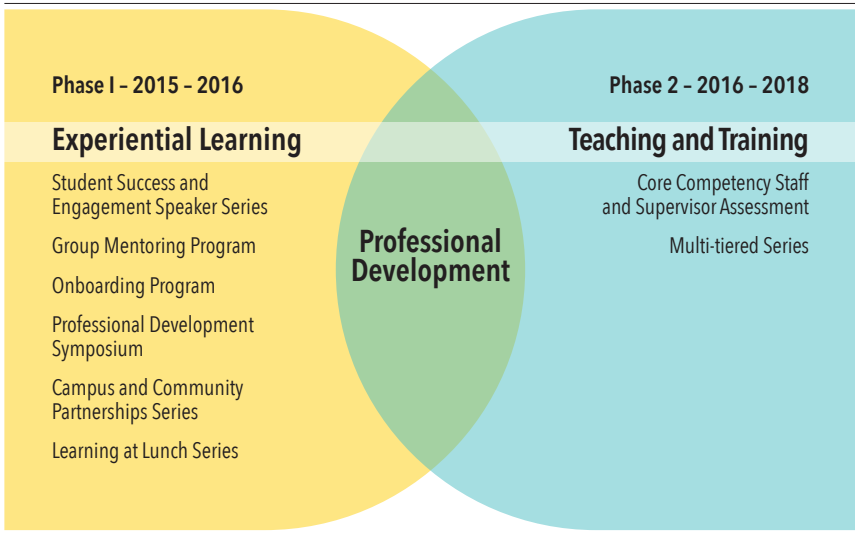 Phase I – 2015 – 2016
Experiential Learning
Student Success and
Engagement Speaker Series
Group Mentoring Program
Onboarding Program
Professional Development
Symposium
Campus and Community
Partnerships Series
Learning at Lunch Series
Professional
Development
Phase 2 – 2016 – 2018
Teaching and Training
Core Competency Staff
and Supervisor Assessment
Multi-tiered Series